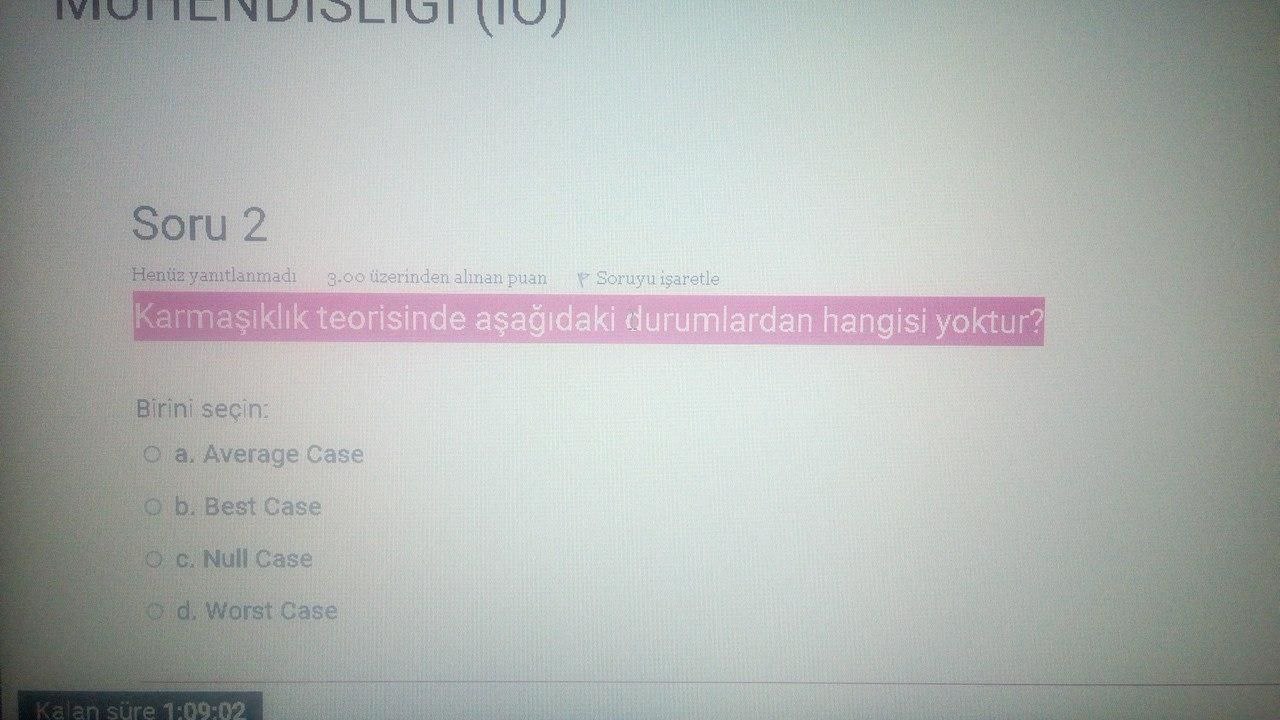 MÜHENDİSLİĞİ (İÖ)
Soru 2
Henüz yanıtlanmadı 3.00 üzerinden alınan puan Soruyu işaretle
Karmaşıklık teorisinde aşağıdaki durumlardan hangisi yoktur?
Birini seçin:
a. Average Case
b. Best Case
c. Null Case
d. Worst Case
Kalan süre 1:09:02